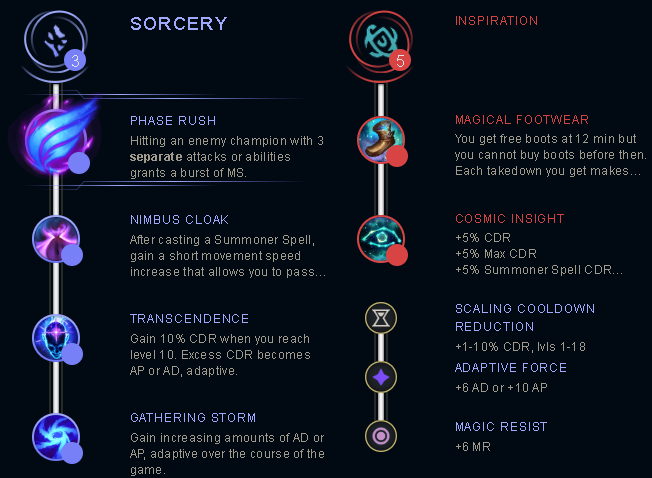 SORCERY
3
PHASE RUSH
Hitting an enemy champion with 3
separate attacks or abilities
grants a burst of MS.
NIMBUS CLOAK
After casting a Summoner Spell,
gain a short movement speed
increase that allows you to pass...
TRANSCENDENCE
Gain 10% CDR when you reach
level 10. Excess CDR becomes
AP or AD, adaptive.
GATHERING STORM
Gain increasing amounts of AD or
AP, adaptive over the course of the
game.
INSPIRATION
5
MAGICAL FOOTWEAR
You get free boots at 12 min but
you cannot buy boots before then.
Each takedown you get makes...
COSMIC INSIGHT
+5% CDR
+5% Max CDR
+5% Summoner Spell CDR...
SCALING COOLDOWN
REDUCTION
+1-10% CDR, lvls 1-18
ADAPTIVE FORCE
+6 AD or +10 AP
MAGIC RESIST
+6 MR